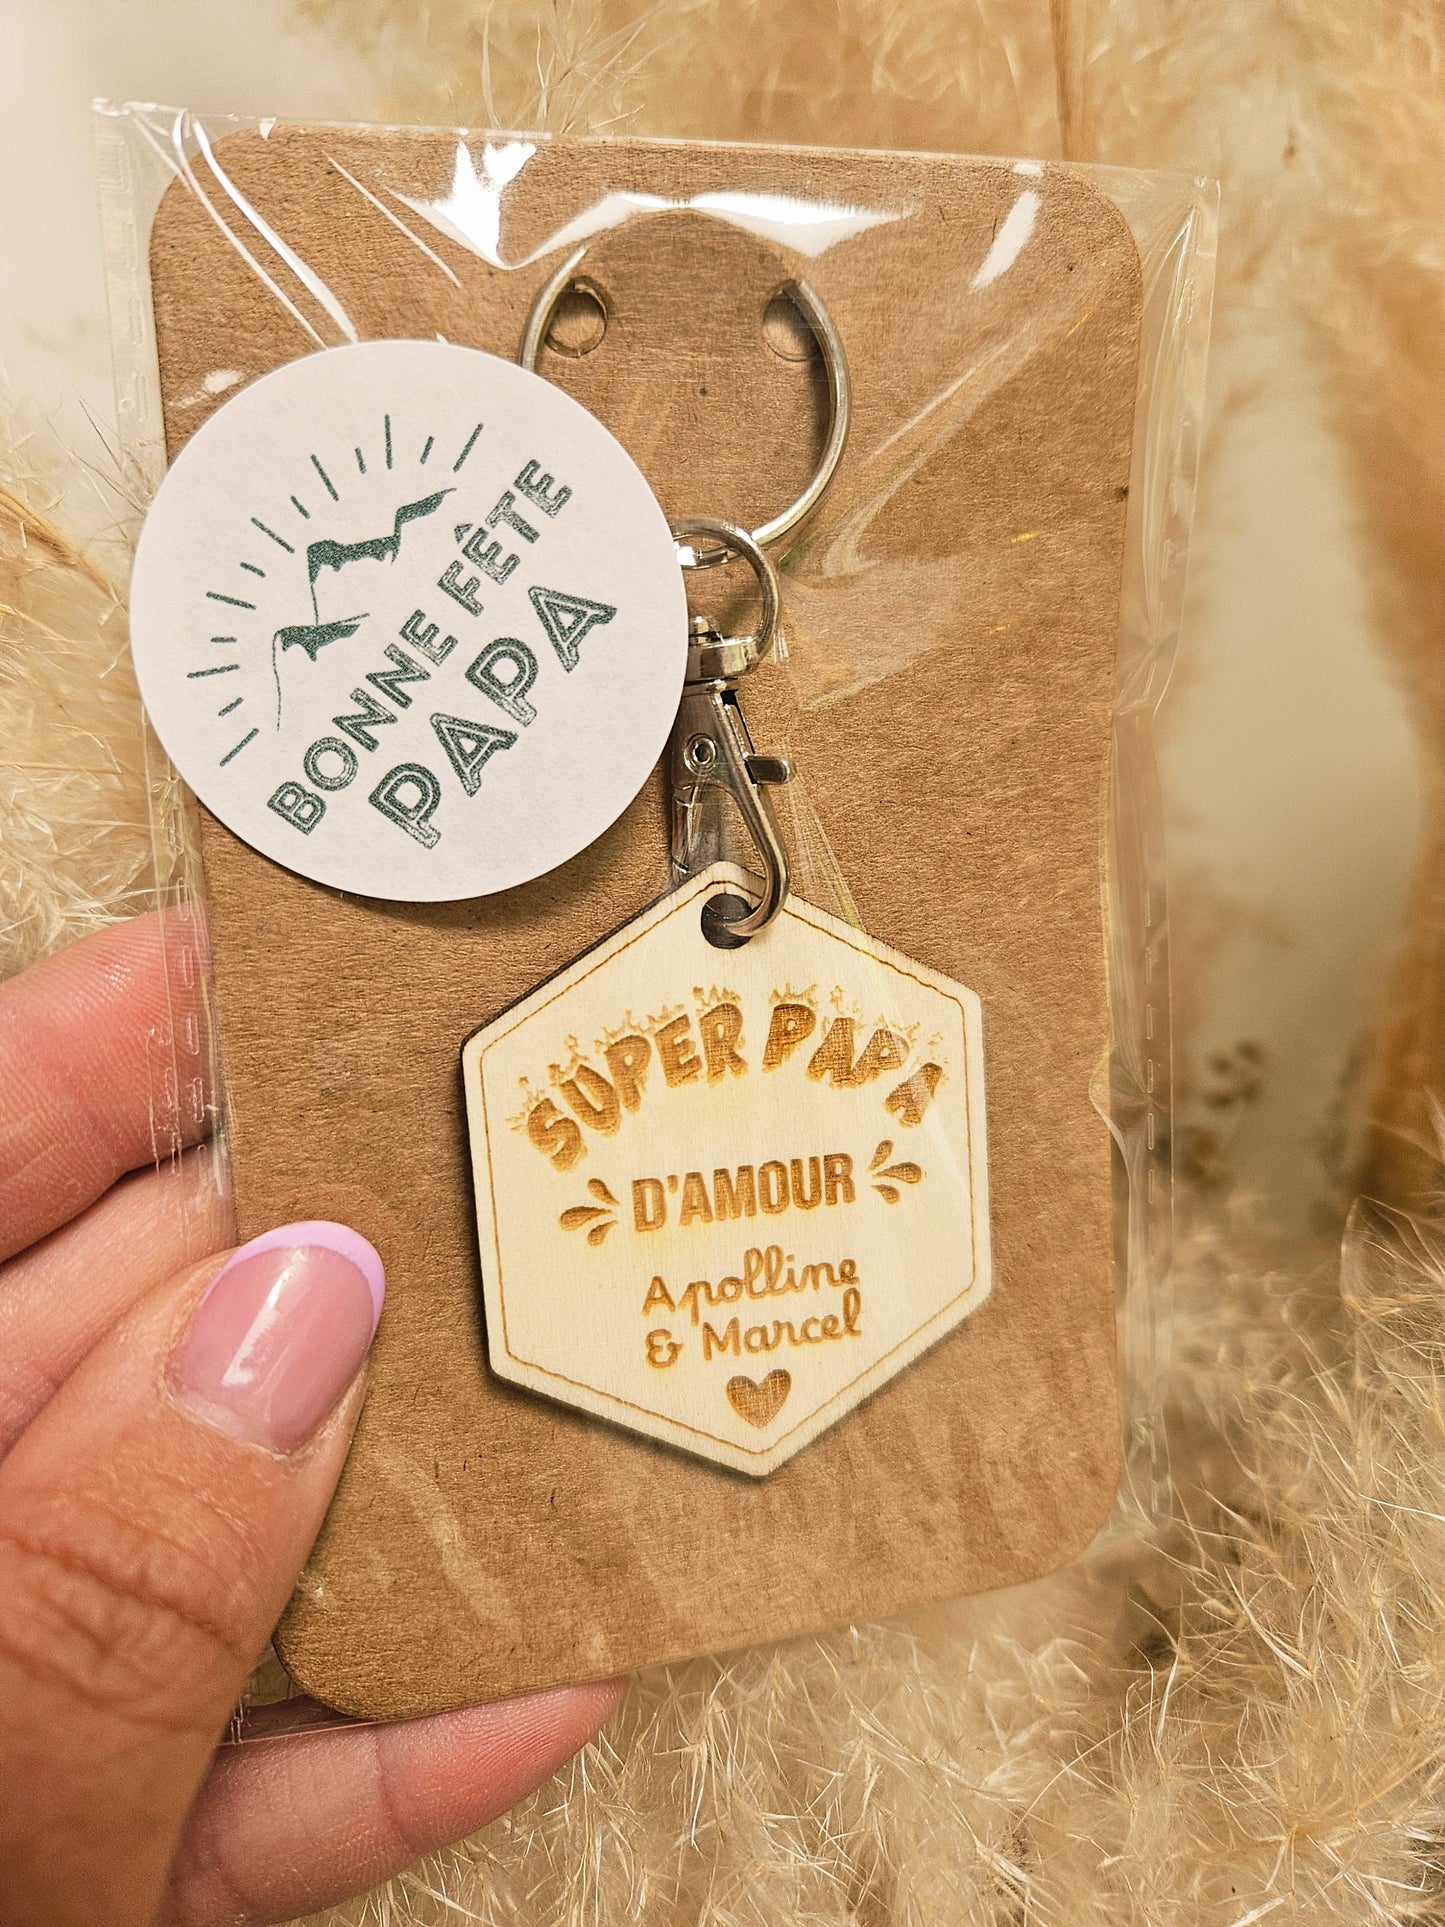 BONNE FÊTE
PAPA
SUPER PAPA
D'AMOUR
Apolline
& Marcel